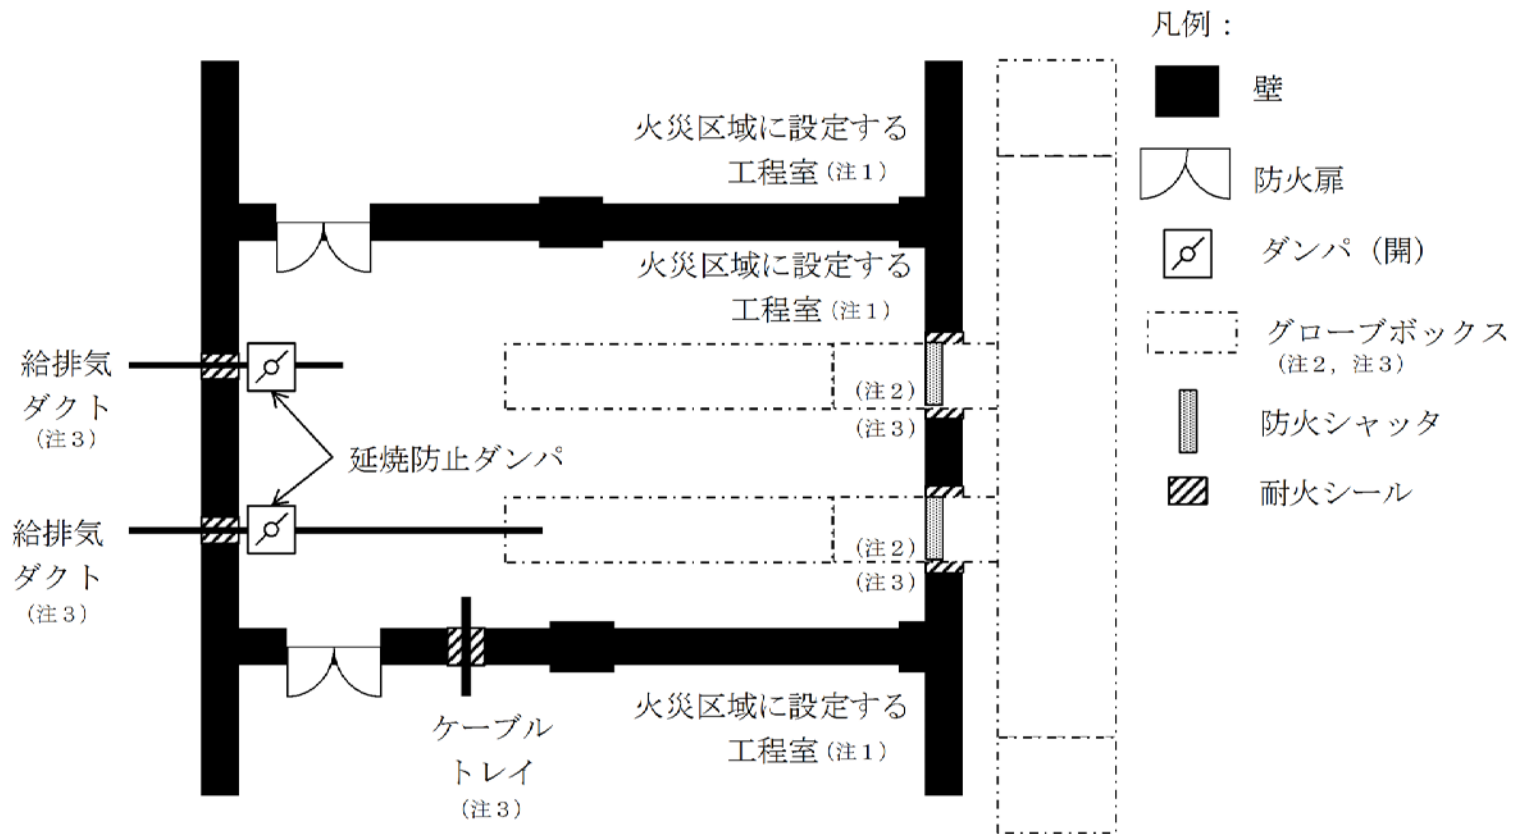 凡例：
壁
防火扉
ダンパ（開）
グローブボックス
（注２，注３）
防火シャッタ
耐火シール
火災区域に設定する
工程室（注１）
火災区域に設定する
工程室（注１）
給排気
ダクト
（注３）
（注２）
（注３）
延焼防止ダンパ
給排気
ダクト
（注３）
（注２）
（注３）
ケーブル
トレイ
（注３）
火災区域に設定する
工程室（注１）